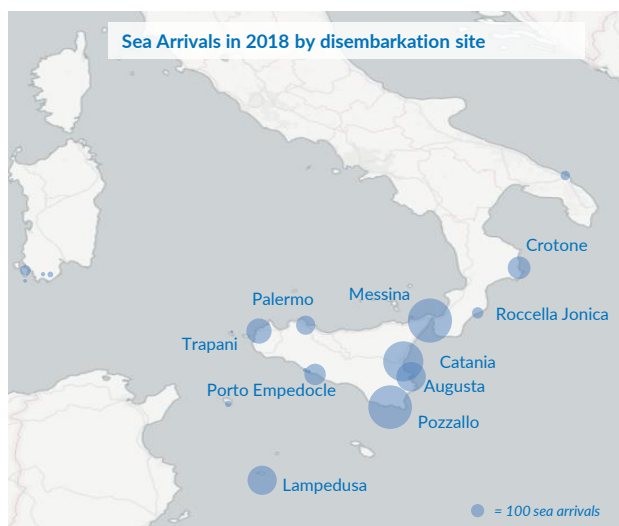 Sea Arrivals in 2018 by disembarkation site
Crotone
Messina
Palermo
Roccella Jonica
Trapani
Catania
Porto Empedocle
Augusta
Pozzallo
Lampedusa
= 100 sea arrivals